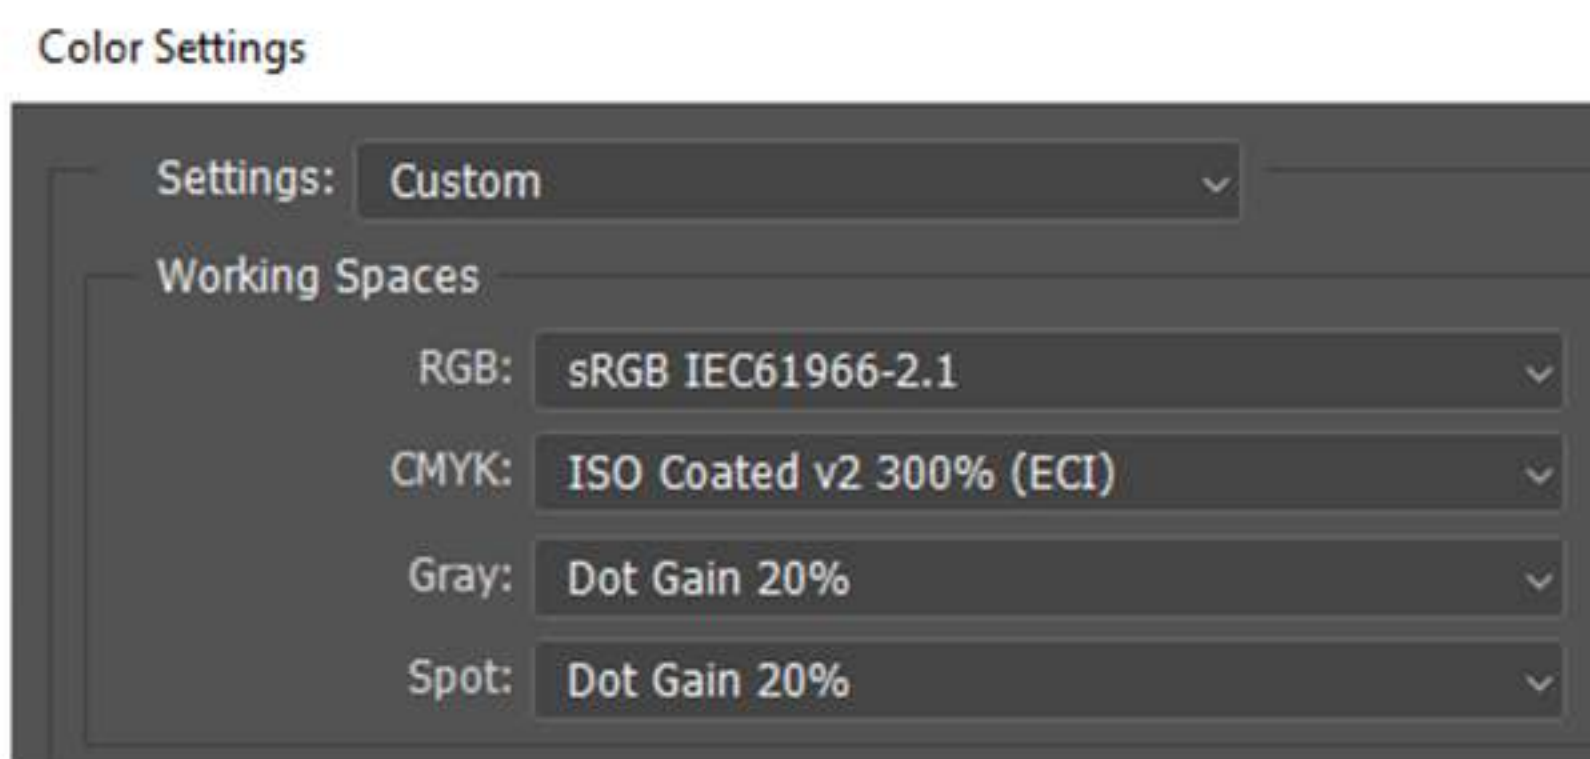 Color Settings
Settings: Custom
Working Spaces
RGB: sRGB IEC61966-2.1
CMYK: ISO Coated v2 300% (ECI)
Gray: Dot Gain 20%
Spot: Dot Gain 20%